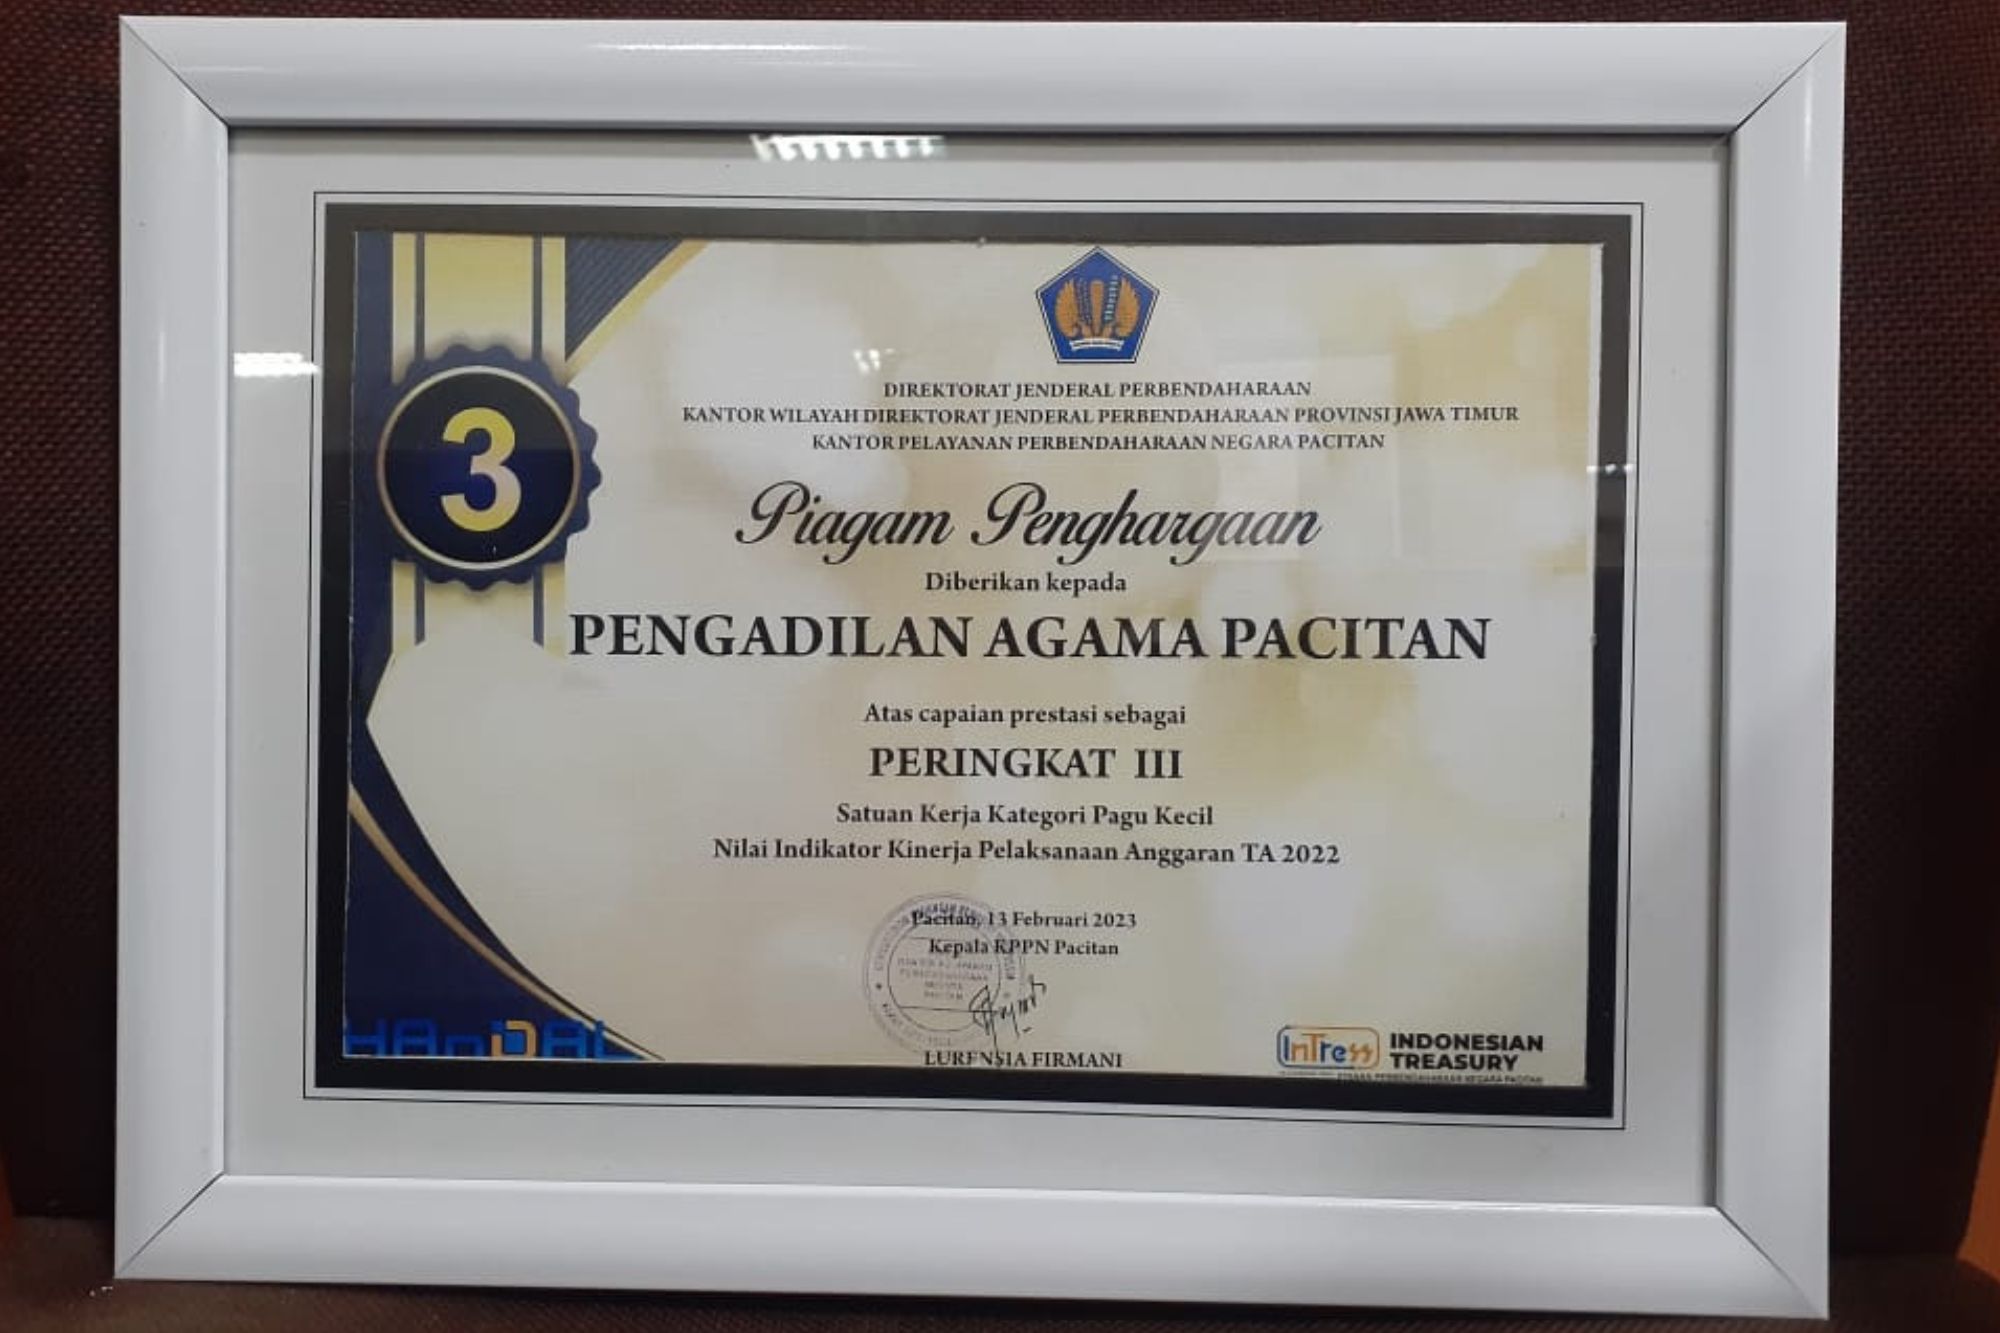 3
DIREKTORAT JENDERAL PERBENDAHARAAN
KANTOR WILAYAH DIREKTORAT JENDERAL PERBENDAHARAAN PROVINSI JAWA TIMUR
KANTOR PELAYANAN PERBENDAHARAAN NEGARA PACITAN
Piagam Penghargaan
Diberikan kepada
PENGADILAN AGAMA PACITAN
Atas capaian prestasi sebagai
PERINGKAT III
Satuan Kerja Kategori Pagu Kecil
Nilai Indikator Kinerja Pelaksanaan Anggaran TA 2022
Pacitan, 13 Februari 2023
Kepala KPPN Pacitan
LURENSIA FIRMANI
HAnDAL
InTress INDONESIAN
TREASURY